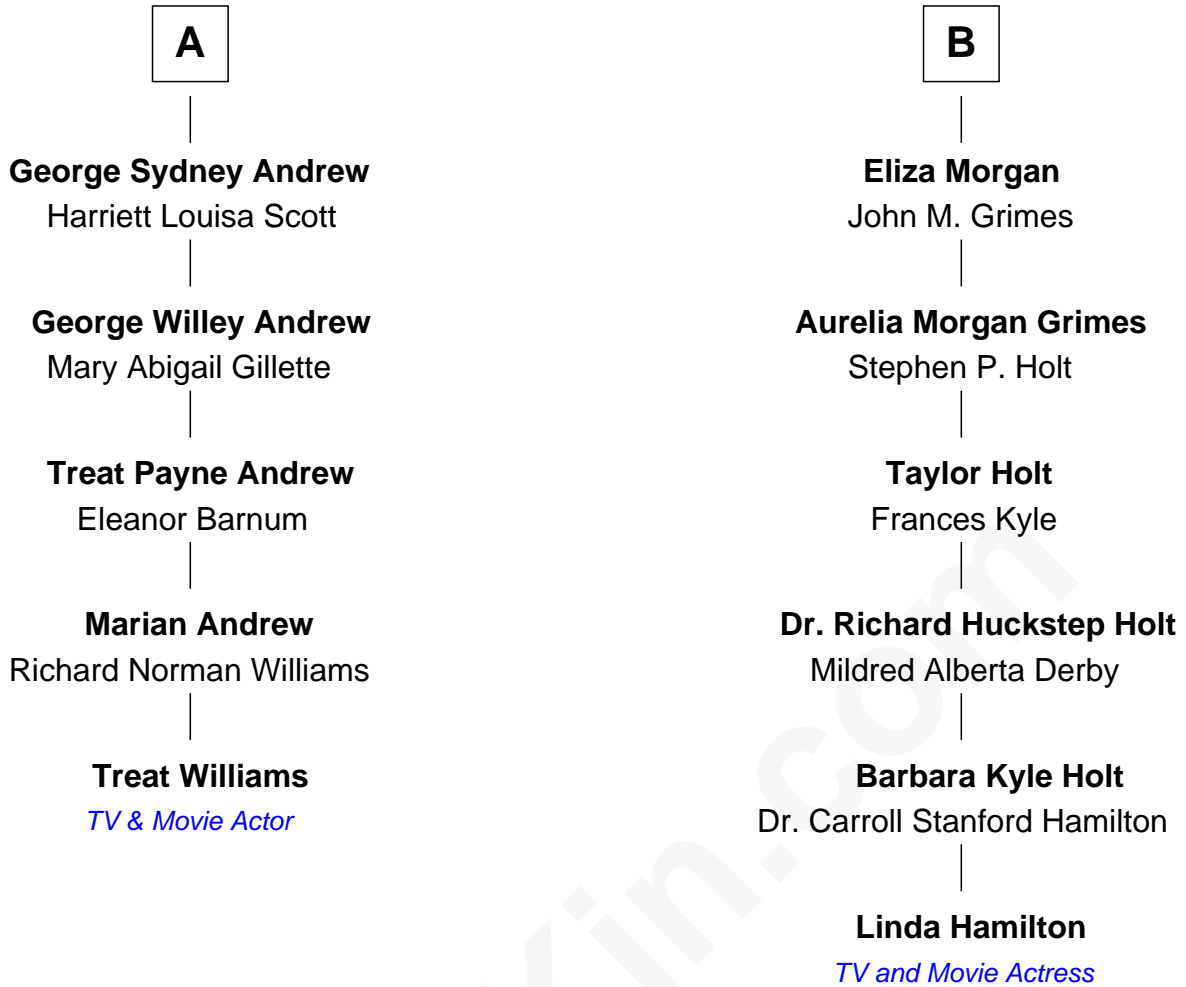 A
George Sydney Andrew
Harriett Louisa Scott
George Willey Andrew
Mary Abigail Gillette
Treat Payne Andrew
Eleanor Barnum
Marian Andrew
Richard Norman Williams
Treat Williams
TV & Movie Actor
B
Eliza Morgan
John M. Grimes
Aurelia Morgan Grimes
Stephen P. Holt
Taylor Holt
Frances Kyle
Dr. Richard Huckstep Holt
Mildred Alberta Derby
Barbara Kyle Holt
Dr. Carroll Stanford Hamilton
Linda Hamilton
TV and Movie Actress
Kin.com